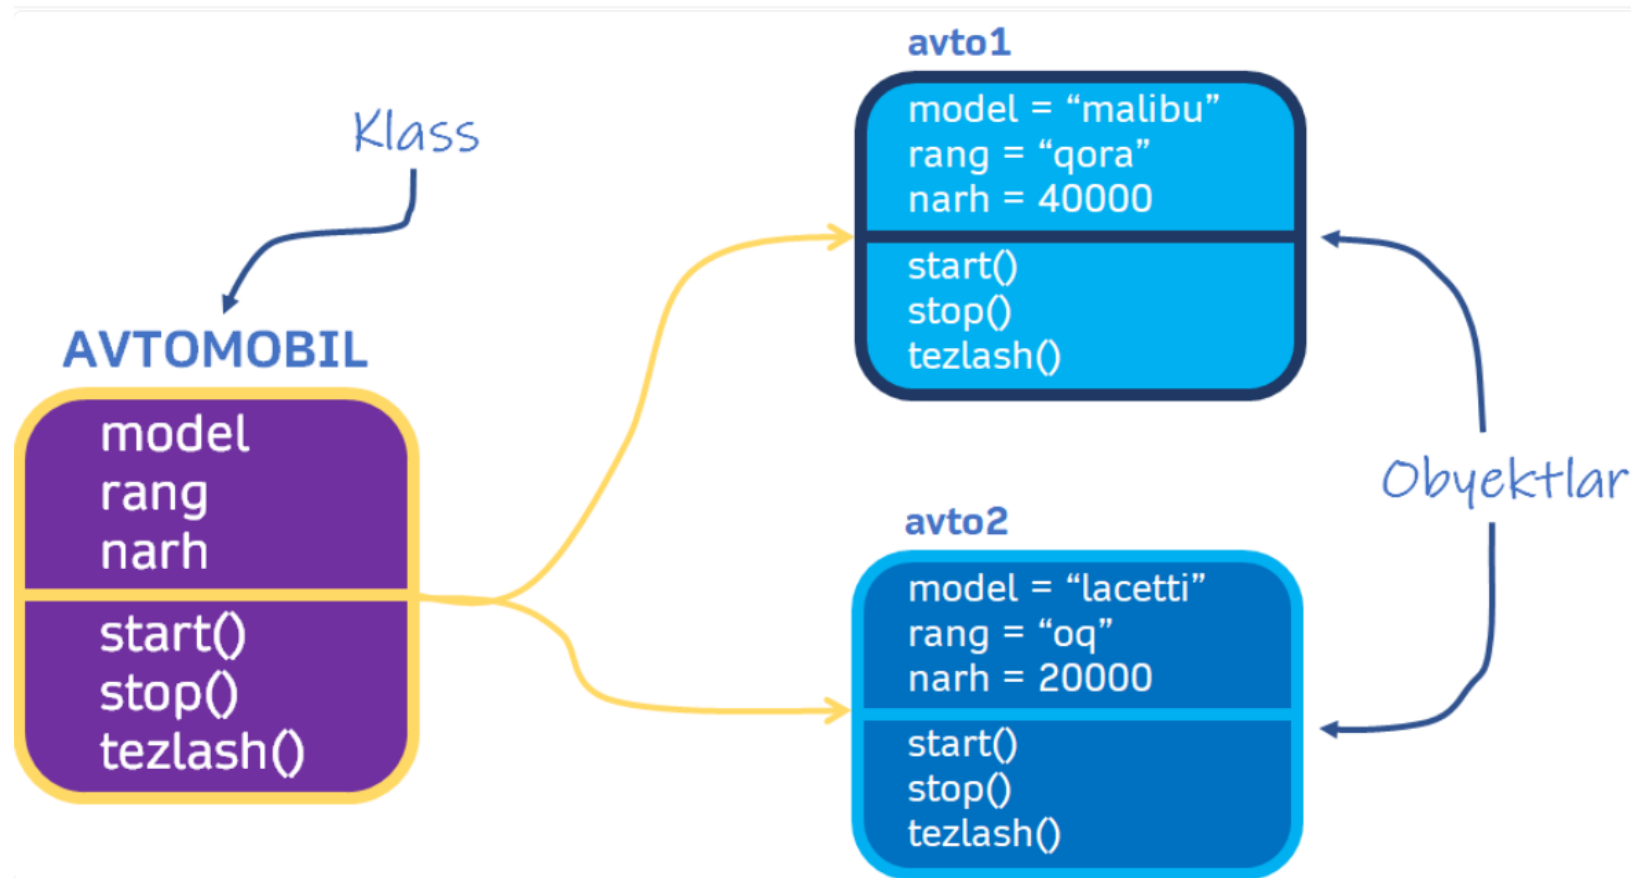 Klass
AVTOMOBIL
model
rang
narh
start()
stop()
tezlash()
avto1
model = “malibu”
rang = “qora”
narh = 40000
start()
stop()
tezlash()
avto2
model = “lacetti”
rang = “oq”
narh = 20000
start()
stop()
tezlash()
Obyektlar